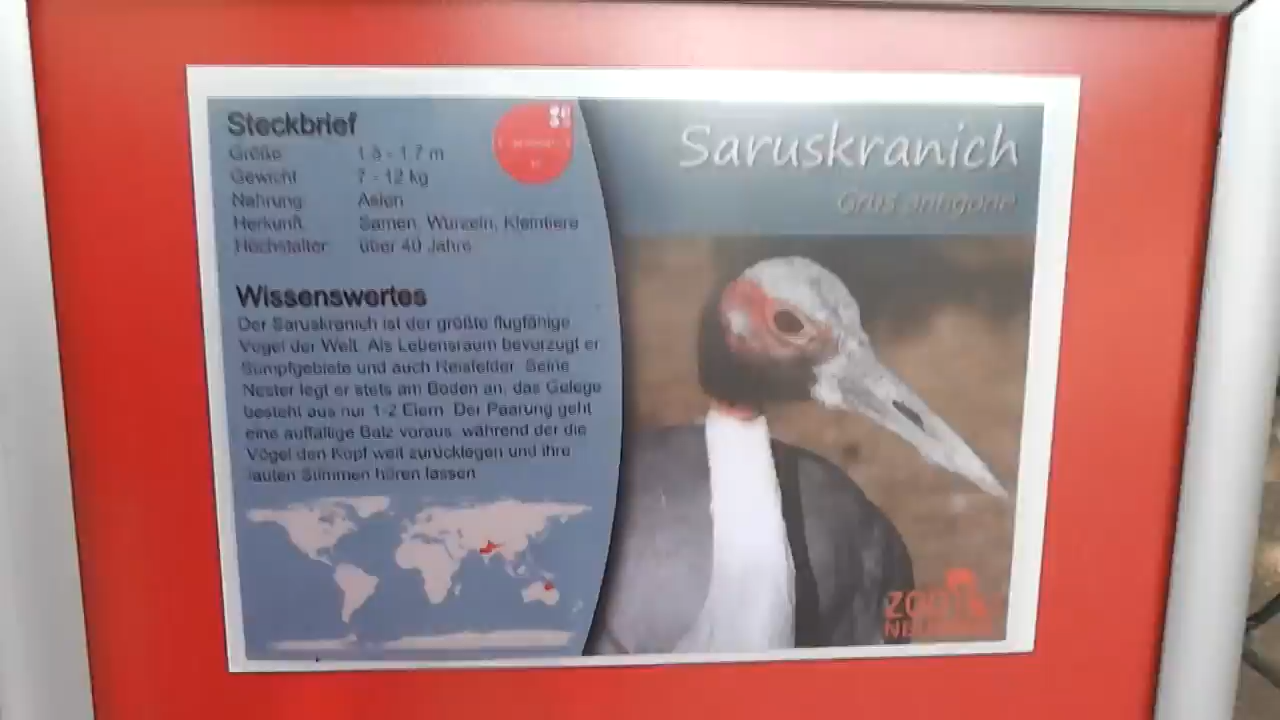 Steckbrief
Größe 1,5 - 1,7 m
Gewicht 7 - 12 kg
Nahrung: Asien
Herkunft: Samen, Wurzeln, Kleintiere
Höchstalter: über 40 Jahre
Wissenswertes
Der Saruskranich ist der größte flugfähige
Vogel der Welt. Als Lebensraum bevorzugt er
Sumpfgebiete und auch Reisfelder. Seine
Nester legt er stets am Boden an, das Gelege
besteht aus nur 1-2 Eiern. Der Paarung geht
eine auffällige Balz voraus, während der die
Vögel den Kopf weit zurücklegen und ihre
lauten Stimmen hören lassen.
Saruskranich
Grus antigone
ZOO